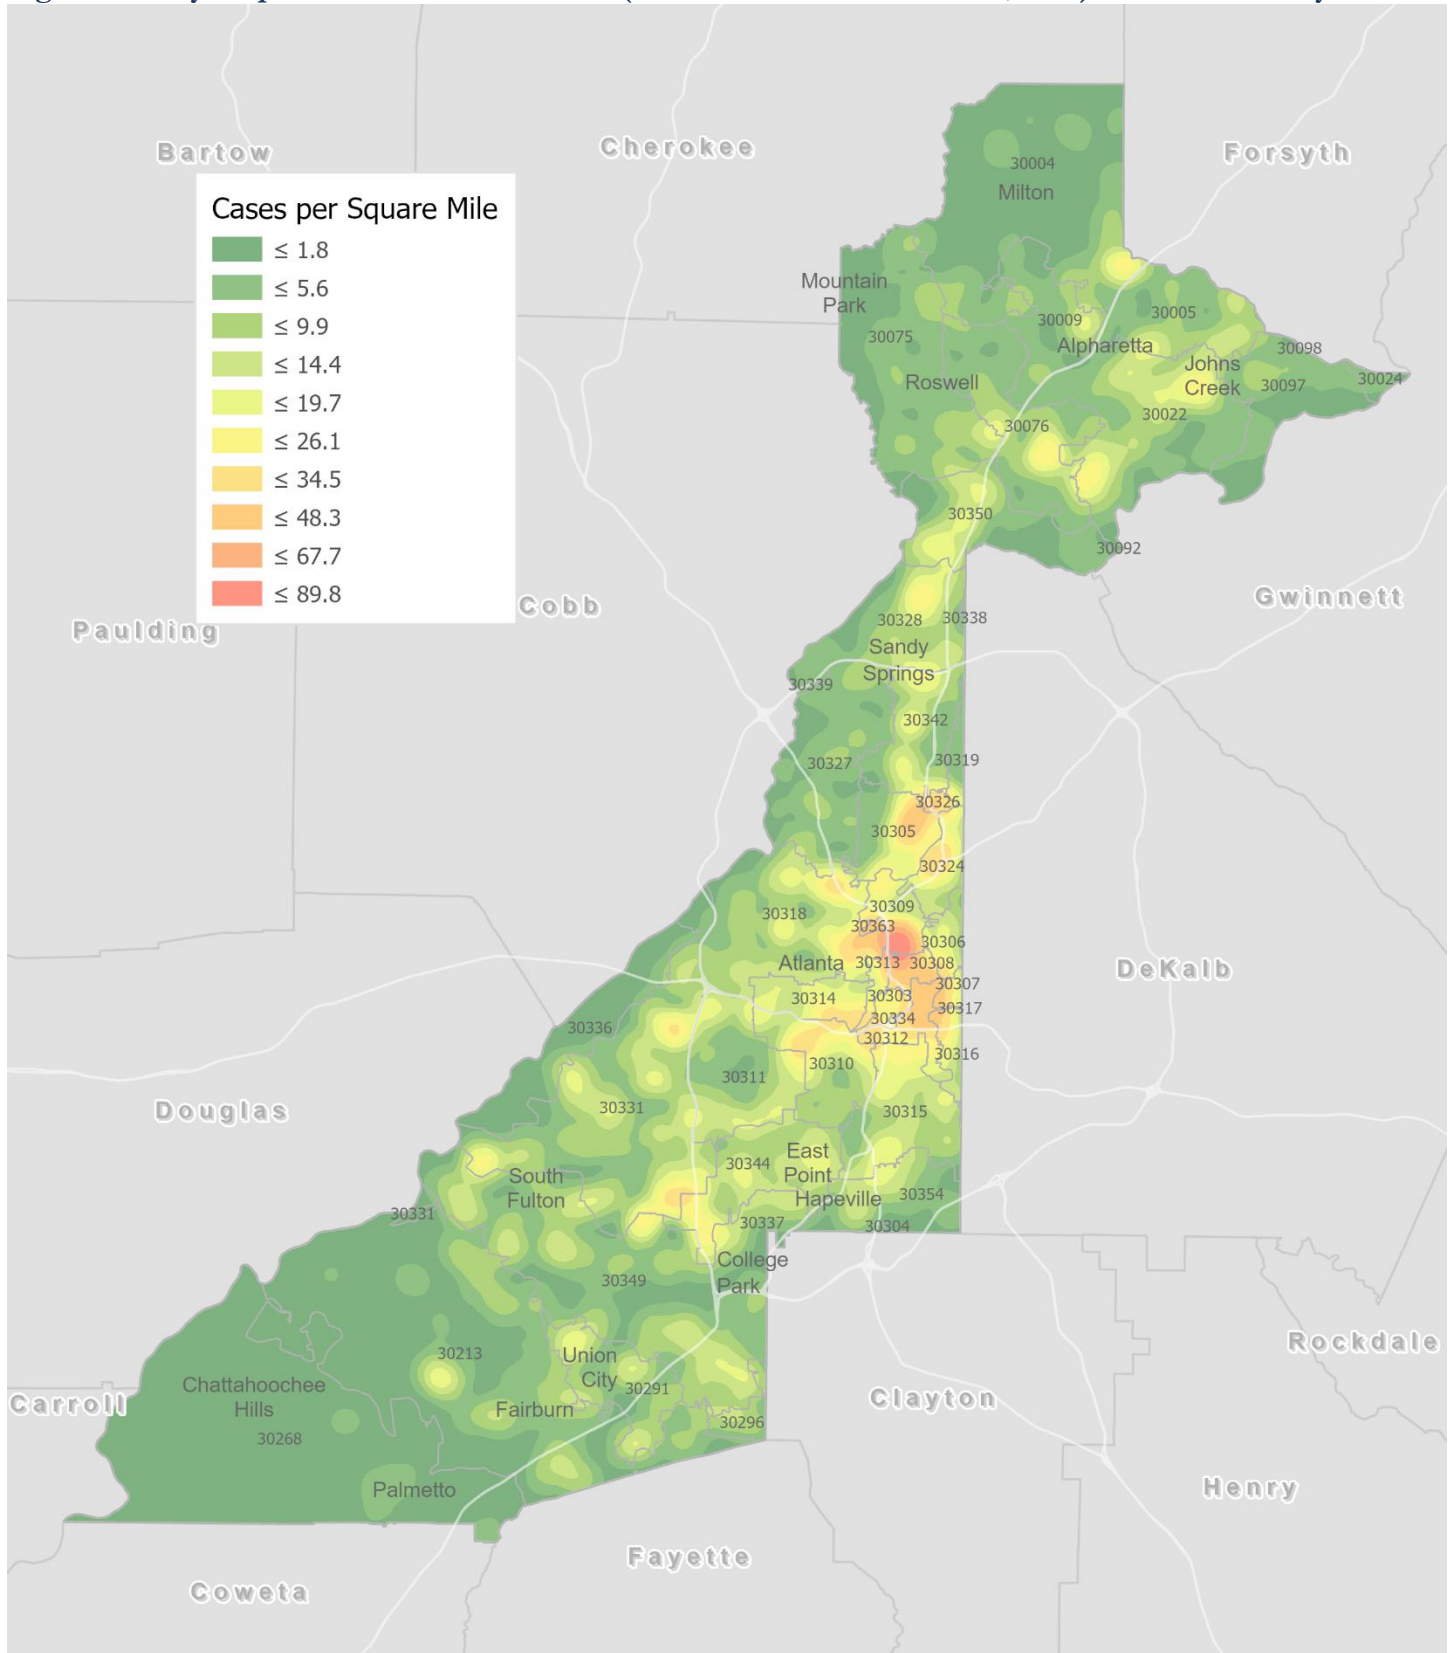 Bartow
Cherokee
Forsyth
Cases per Square Mile
≤ 1.8
≤ 5.6
≤ 9.9
≤ 14.4
≤ 19.7
≤ 26.1
≤ 34.5
≤ 48.3
≤ 67.7
≤ 89.8
30004
Milton
Mountain
Park
30075
30009
30005
Alpharetta
30098
Johns
Creek
30097
30024
Roswell
30022
30076
30350
30092
Paulding
Cobb
Gwinnett
30328
30338
Sandy
Springs
30339
30342
30327
30319
30326
30305
30324
30309
30318
30363
30306
Atlanta
30313
30308
30307
DeKalb
30314
30303
30317
30334
30336
30312
30316
30310
30311
Douglas
30331
30315
East
Point
30344
South
Fulton
Hapeville
30354
30331
30337
30304
College
Park
30349
Rockdale
Union
City
30213
30291
Chattahoochee
Hills
Carroll
Fairburn
30296
Clayton
30268
Palmetto
Henry
Fayette
Coweta